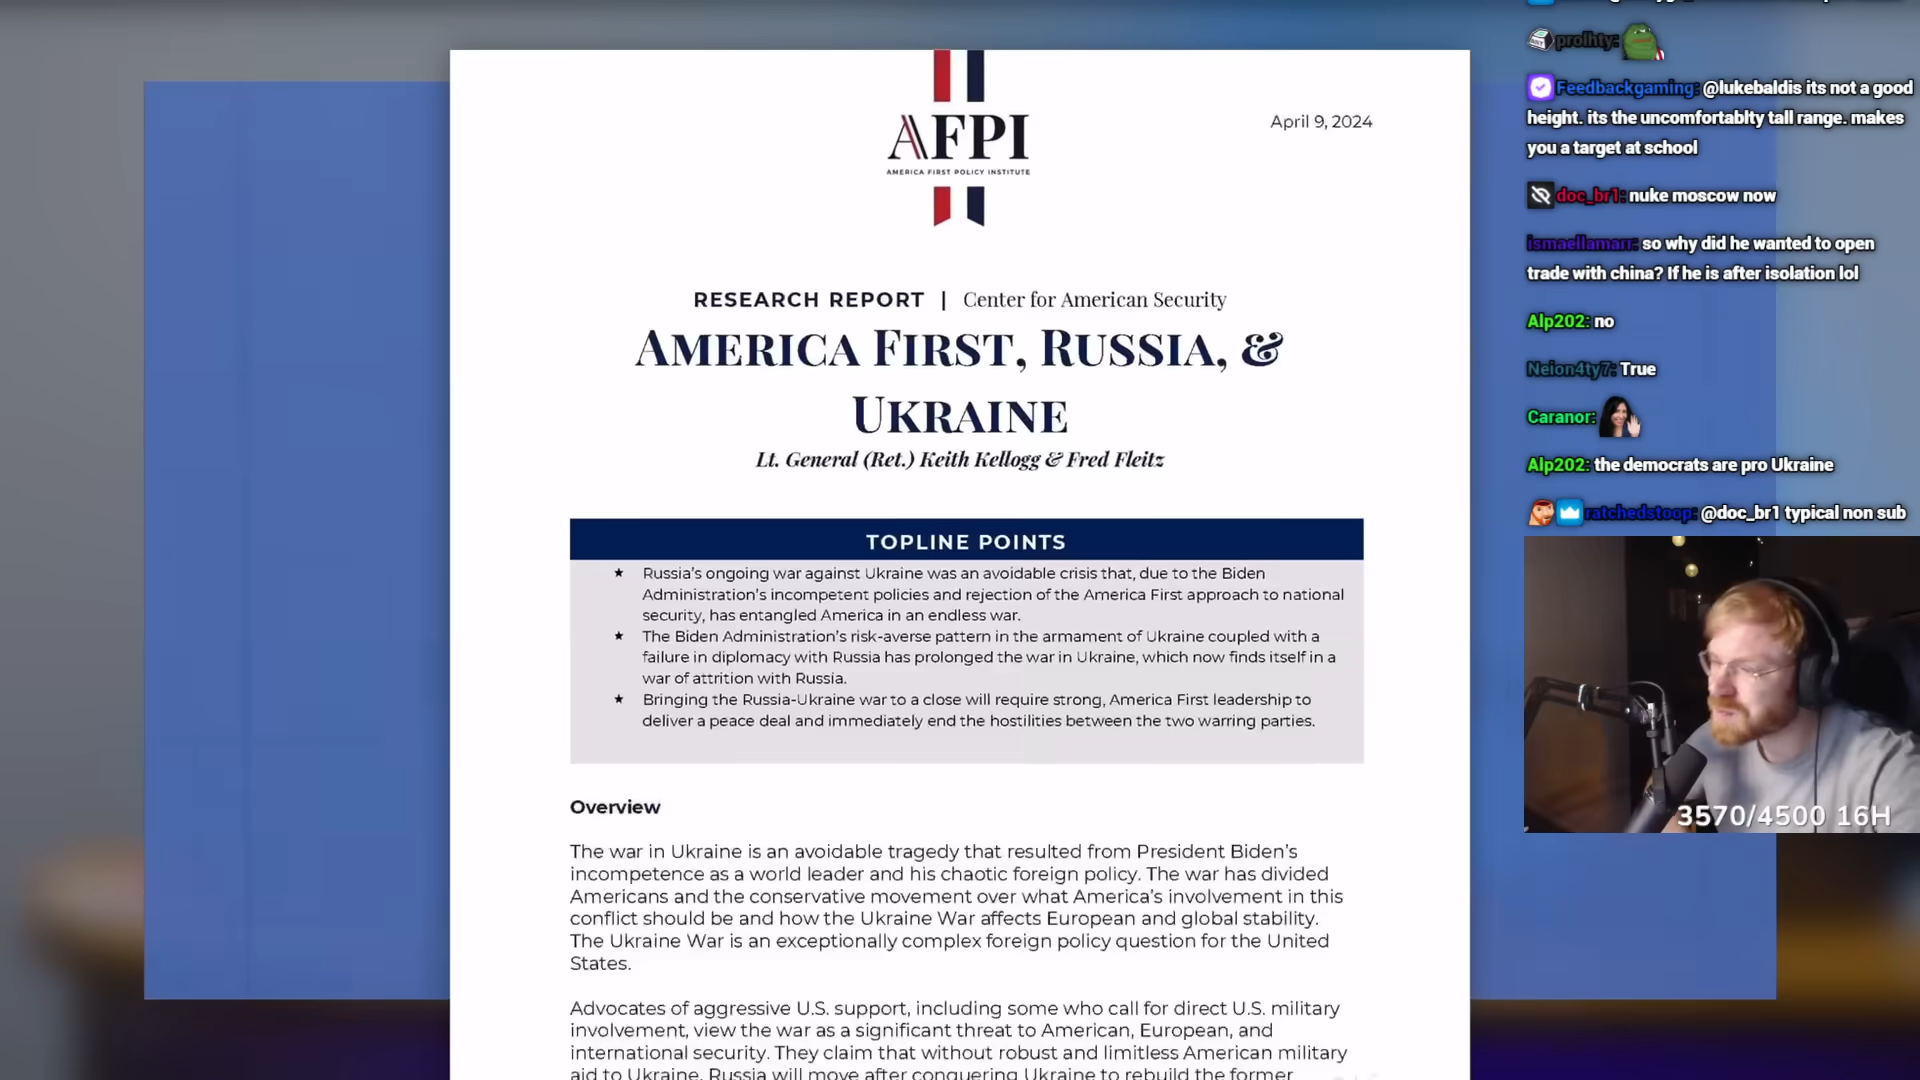 AFPI
AMERICA FIRST POLICY INSTITUTE
April 9, 2024
RESEARCH REPORT | Center for American Security
AMERICA FIRST, RUSSIA, &
UKRAINE
Lt. General (Ret.) Keith Kellogg & Fred Fleitz
TOPLINE POINTS
★ Russia's ongoing war against Ukraine was an avoidable crisis that, due to the Biden
Administration's incompetent policies and rejection of the America First approach to national
security, has entangled America in an endless war.
★ The Biden Administration's risk-averse pattern in the armament of Ukraine coupled with a
failure in diplomacy with Russia has prolonged the war in Ukraine, which now finds itself in a
war of attrition with Russia.
★ Bringing the Russia-Ukraine war to a close will require strong, America First leadership to
deliver a peace deal and immediately end the hostilities between the two warring parties.
Overview
The war in Ukraine is an avoidable tragedy that resulted from President Biden's
incompetence as a world leader and his chaotic foreign policy. The war has divided
Americans and the conservative movement over what America's involvement in this
conflict should be and how the Ukraine War affects European and global stability.
The Ukraine War is an exceptionally complex foreign policy question for the United
States.
Advocates of aggressive U.S. support, including some who call for direct U.S. military
involvement, view the war as a significant threat to American, European, and
international security. They claim that without robust and limitless American military
aid to Ukraine, Russia will move after conquering Ukraine to rebuild the former
prolhty:
Feedbackgaming: @lukebaldis its not a good
height. its the uncomfortablty tall range. makes
you a target at school
doc_br1: nuke moscow now
ismaellamarr: so why did he wanted to open
trade with china? If he is after isolation lol
Alp202: no
Neion4ty7: True
Caranor:
Alp202: the democrats are pro Ukraine
ratchedstoop: @doc_br1 typical non sub
3570/4500 16H